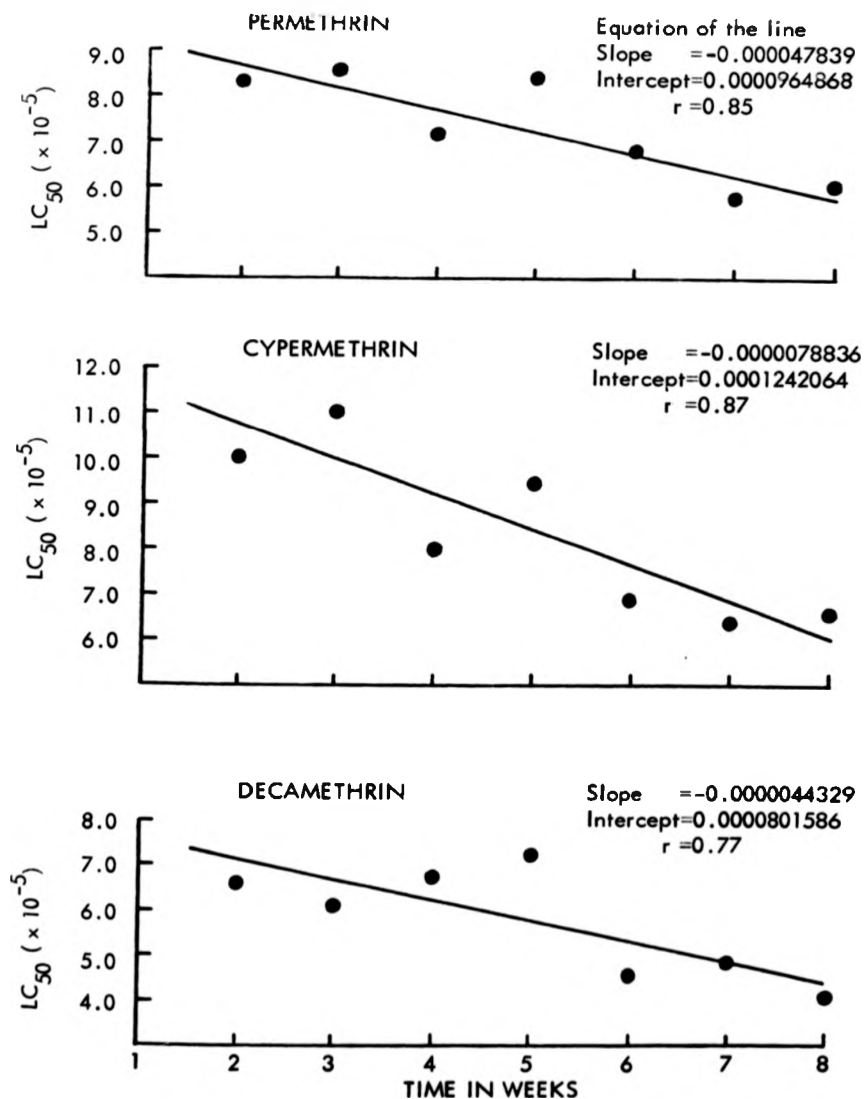 PERMETHRIN
Equation of the line
Slope =-0.000047839
Intercept=0.0000964868
r =0.85
9.0
8.0
7.0
6.0
5.0
LC50 (× 10-5)
CYPERMETHRIN
Slope =-0.0000078836
Intercept=0.0001242064
r =0.87
12.0
11.0
10.0
9.0
8.0
7.0
6.0
LC50 (× 10-5)
DECAMETHRIN
Slope =-0.0000044329
Intercept=0.0000801586
r =0.77
8.0
7.0
6.0
5.0
4.0
LC50 (× 10-5)
1 2 3 4 5 6 7 8
TIME IN WEEKS